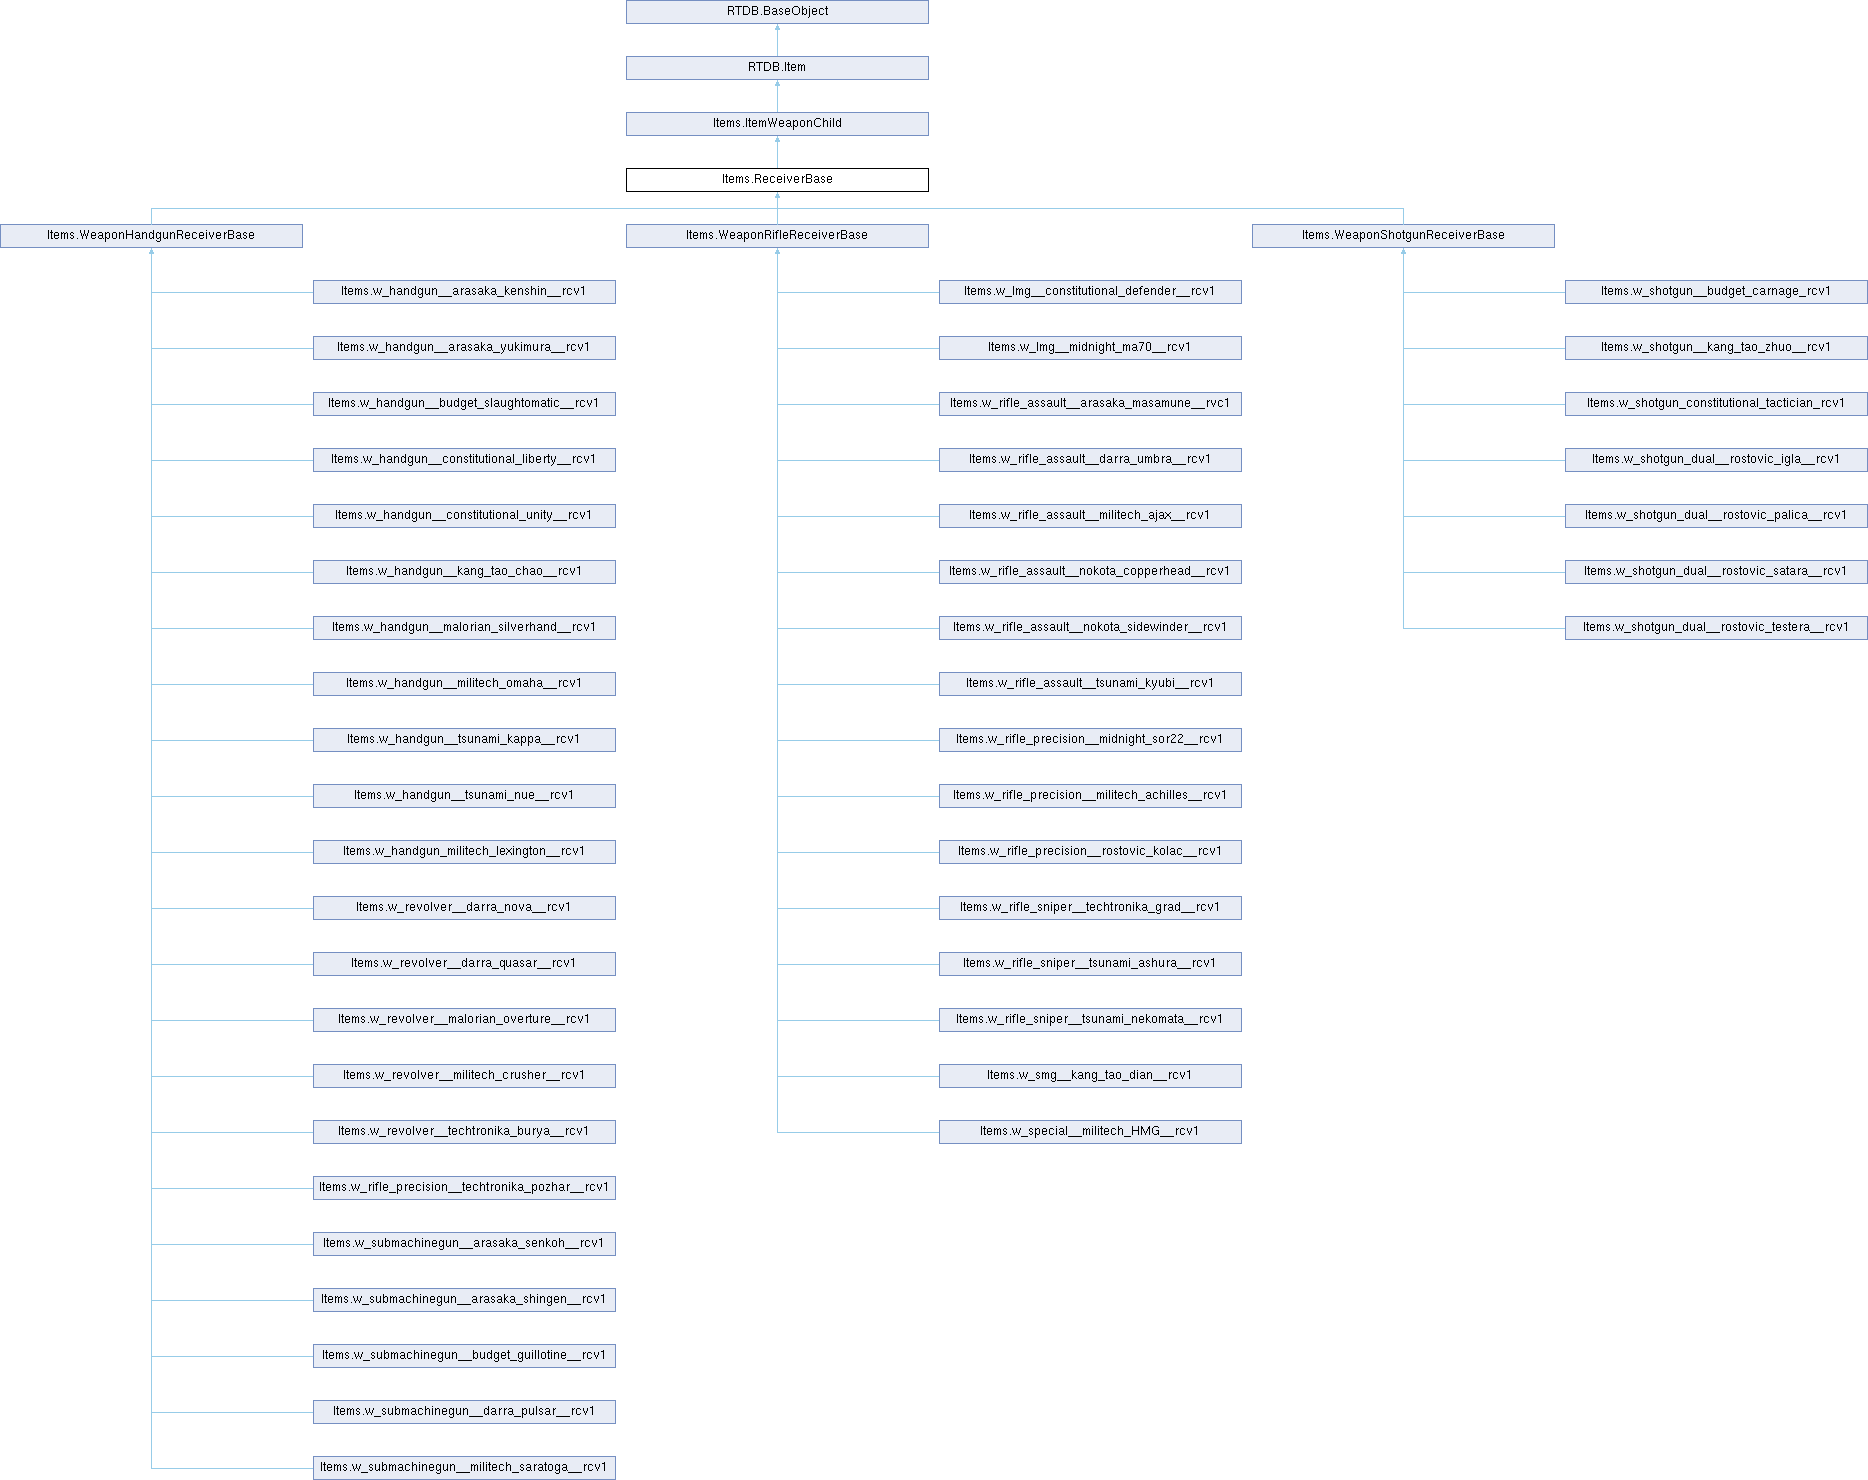 RTDB.BaseObject
RTDB.Item
Items.ItemWeaponChild
Items.ReceiverBase
Items.WeaponHandgunReceiverBase
Items.WeaponRifleReceiverBase
Items.WeaponShotgunReceiverBase
Items.w_handgun__arasaka_kenshin__rcv1
Items.w_lmg__constitutional_defender__rcv1
Items.w_shotgun__budget_carnage_rcv1
Items.w_handgun__arasaka_yukimura__rcv1
Items.w_lmg__midnight_ma70__rcv1
Items.w_shotgun__kang_tao_zhuo__rcv1
Items.w_handgun__budget_slaughtomatic__rcv1
Items.w_rifle_assault__arasaka_masamune__rvc1
Items.w_shotgun_constitutional_tactician_rcv1
Items.w_handgun__constitutional_liberty__rcv1
Items.w_rifle_assault__darra_umbra__rcv1
Items.w_shotgun_dual__rostovic_igla__rcv1
Items.w_handgun__constitutional_unity__rcv1
Items.w_rifle_assault__militech_ajax__rcv1
Items.w_shotgun_dual__rostovic_palica__rcv1
Items.w_handgun__kang_tao_chao__rcv1
Items.w_rifle_assault__nokota_copperhead__rcv1
Items.w_shotgun_dual__rostovic_satara__rcv1
Items.w_handgun__malorian_silverhand__rcv1
Items.w_rifle_assault__nokota_sidewinder__rcv1
Items.w_shotgun_dual__rostovic_testera__rcv1
Items.w_handgun__militech_omaha__rcv1
Items.w_rifle_assault__tsunami_kyubi__rcv1
Items.w_handgun__tsunami_kappa__rcv1
Items.w_rifle_precision__midnight_sor22__rcv1
Items.w_handgun__tsunami_nue__rcv1
Items.w_rifle_precision__militech_achilles__rcv1
Items.w_handgun_militech_lexington__rcv1
Items.w_rifle_precision__rostovic_kolac__rcv1
Items.w_revolver__darra_nova__rcv1
Items.w_rifle_sniper__techtronika_grad__rcv1
Items.w_revolver__darra_quasar__rcv1
Items.w_rifle_sniper__tsunami_ashura__rcv1
Items.w_revolver__malorian_overture__rcv1
Items.w_rifle_sniper__tsunami_nekomata__rcv1
Items.w_revolver__militech_crusher__rcv1
Items.w_smg__kang_tao_dian__rcv1
Items.w_revolver__techtronika_burya__rcv1
Items.w_special__militech_HMG__rcv1
Items.w_rifle_precision__techtronika_pozhar__rcv1
Items.w_submachinegun__arasaka_senkoh__rcv1
Items.w_submachinegun__arasaka_shingen__rcv1
Items.w_submachinegun__budget_guillotine__rcv1
Items.w_submachinegun__darra_pulsar__rcv1
Items.w_submachinegun__militech_saratoga__rcv1